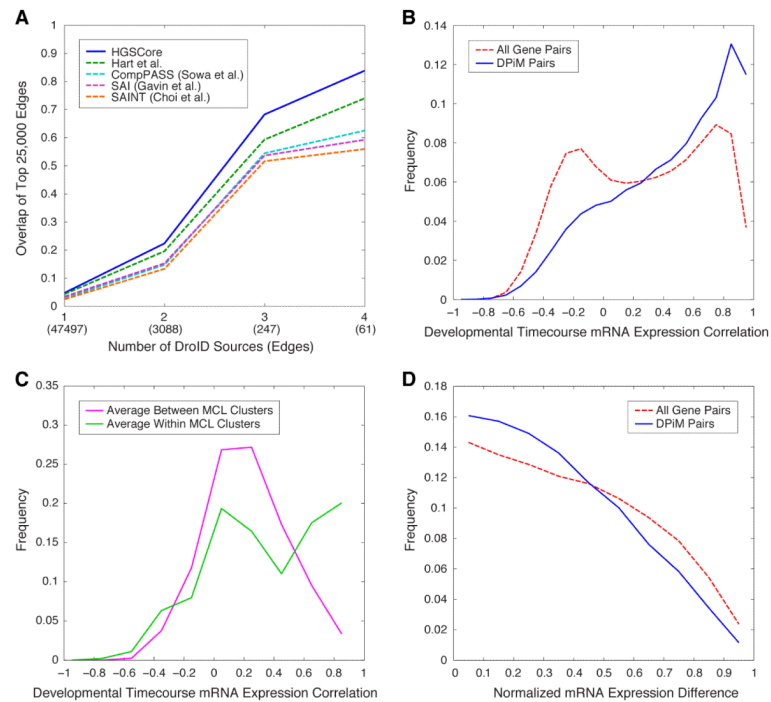 A
Overlap of Top 25,000 Edges
1
0.9
0.8
0.7
0.6
0.5
0.4
0.3
0.2
0.1
0
HGSCore
Hart et al.
CompPASS (Sowa et al.)
SAI (Gavin et al.)
SAINT (Choi et al.)
1 2 3 4
(47497) (3088) (247) (61)
Number of DroID Sources (Edges)
B
Frequency
0.14
0.12
0.1
0.08
0.06
0.04
0.02
0
All Gene Pairs
DPiM Pairs
−1 −0.8 −0.6 −0.4 −0.2 0 0.2 0.4 0.6 0.8 1
Developmental Timecourse mRNA Expression Correlation
C
Frequency
0.35
0.3
0.25
0.2
0.15
0.1
0.05
0
Average Between MCL Clusters
Average Within MCL Clusters
−1 −0.8 −0.6 −0.4 −0.2 0 0.2 0.4 0.6 0.8 1
Developmental Timecourse mRNA Expression Correlation
D
Frequency
0.18
0.16
0.14
0.12
0.1
0.08
0.06
0.04
0.02
0
All Gene Pairs
DPiM Pairs
0 0.1 0.2 0.3 0.4 0.5 0.6 0.7 0.8 0.9 1
Normalized mRNA Expression Difference